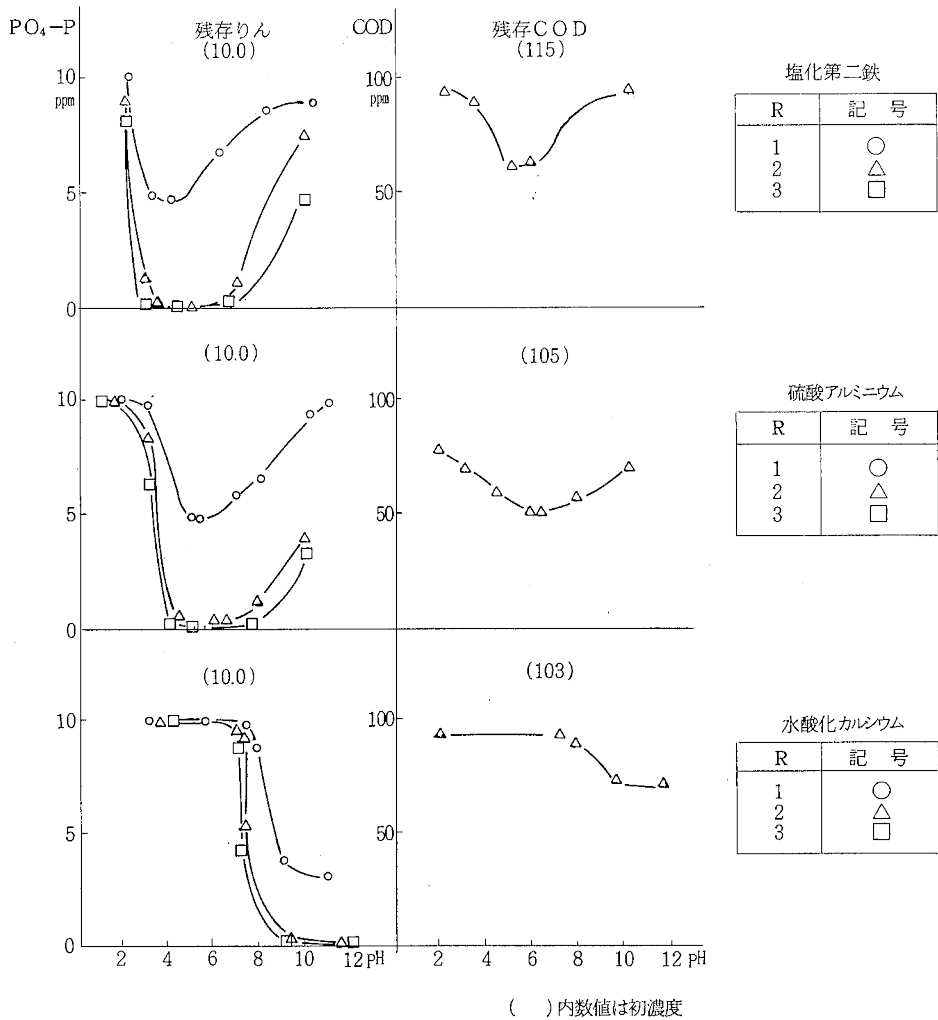 PO₄-P 残存りん COD 残存COD
(10.0) (115)
10
ppm
5
0
100
ppm
50
塩化第二鉄
R 記 号
1 ○
2 △
3 □
(10.0) (105)
10
5
0
100
50
硫酸アルミニウム
R 記 号
1 ○
2 △
3 □
(10.0) (103)
10
5
0
100
50
水酸化カルシウム
R 記 号
1 ○
2 △
3 □
2 4 6 8 10 12 PH 2 4 6 8 10 12 PH
( )内数値は初濃度